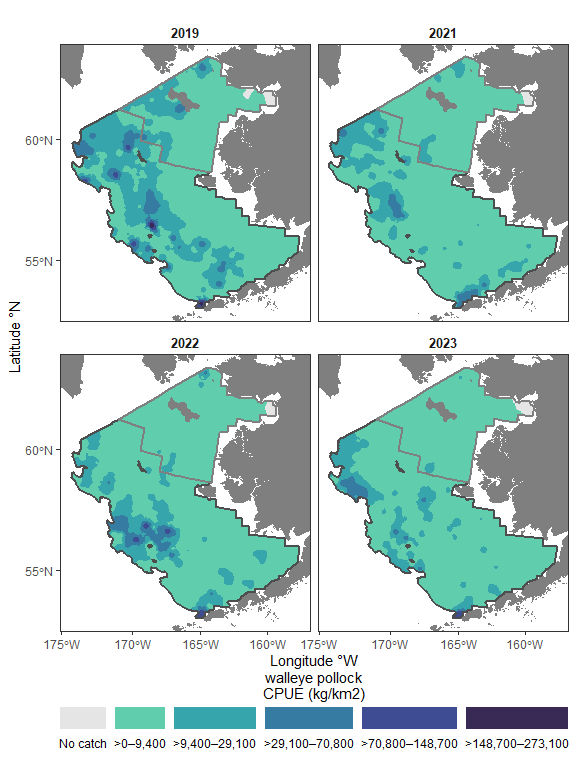 2019
2021
60°N
55°N
Latitude °N
2022
2023
60°N
55°N
175°W 170°W 165°W 160°W 175°W 170°W 165°W 160°W
Longitude °W
walleye pollock
CPUE (kg/km2)
No catch >0–9,400 >9,400–29,100 >29,100–70,800 >70,800–148,700 >148,700–273,100